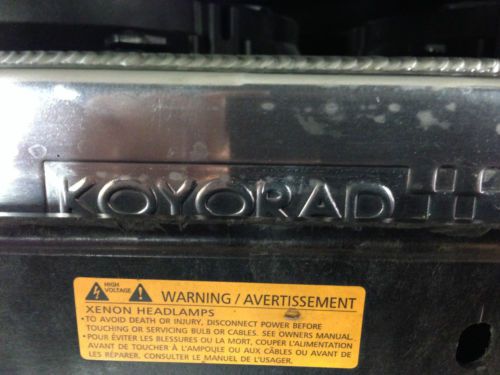 KOYORAD
HIGH
VOLTAGE
WARNING / AVERTISSEMENT
XENON HEADLAMPS
•TO AVOID DEATH OR INJURY, DISCONNECT POWER BEFORE
TOUCHING OR SERVICING BULB OR CABLES. SEE OWNERS MANUAL.
•POUR ÉVITER LES BLESSURES OU LA MORT, COUPER L'ALIMENTATION
AVANT DE TOUCHER À L'AMPOULE OU AUX CÂBLES OU AVANT DE
LES RÉPARER. CONSULTER LE MANUEL DE L'USAGER.